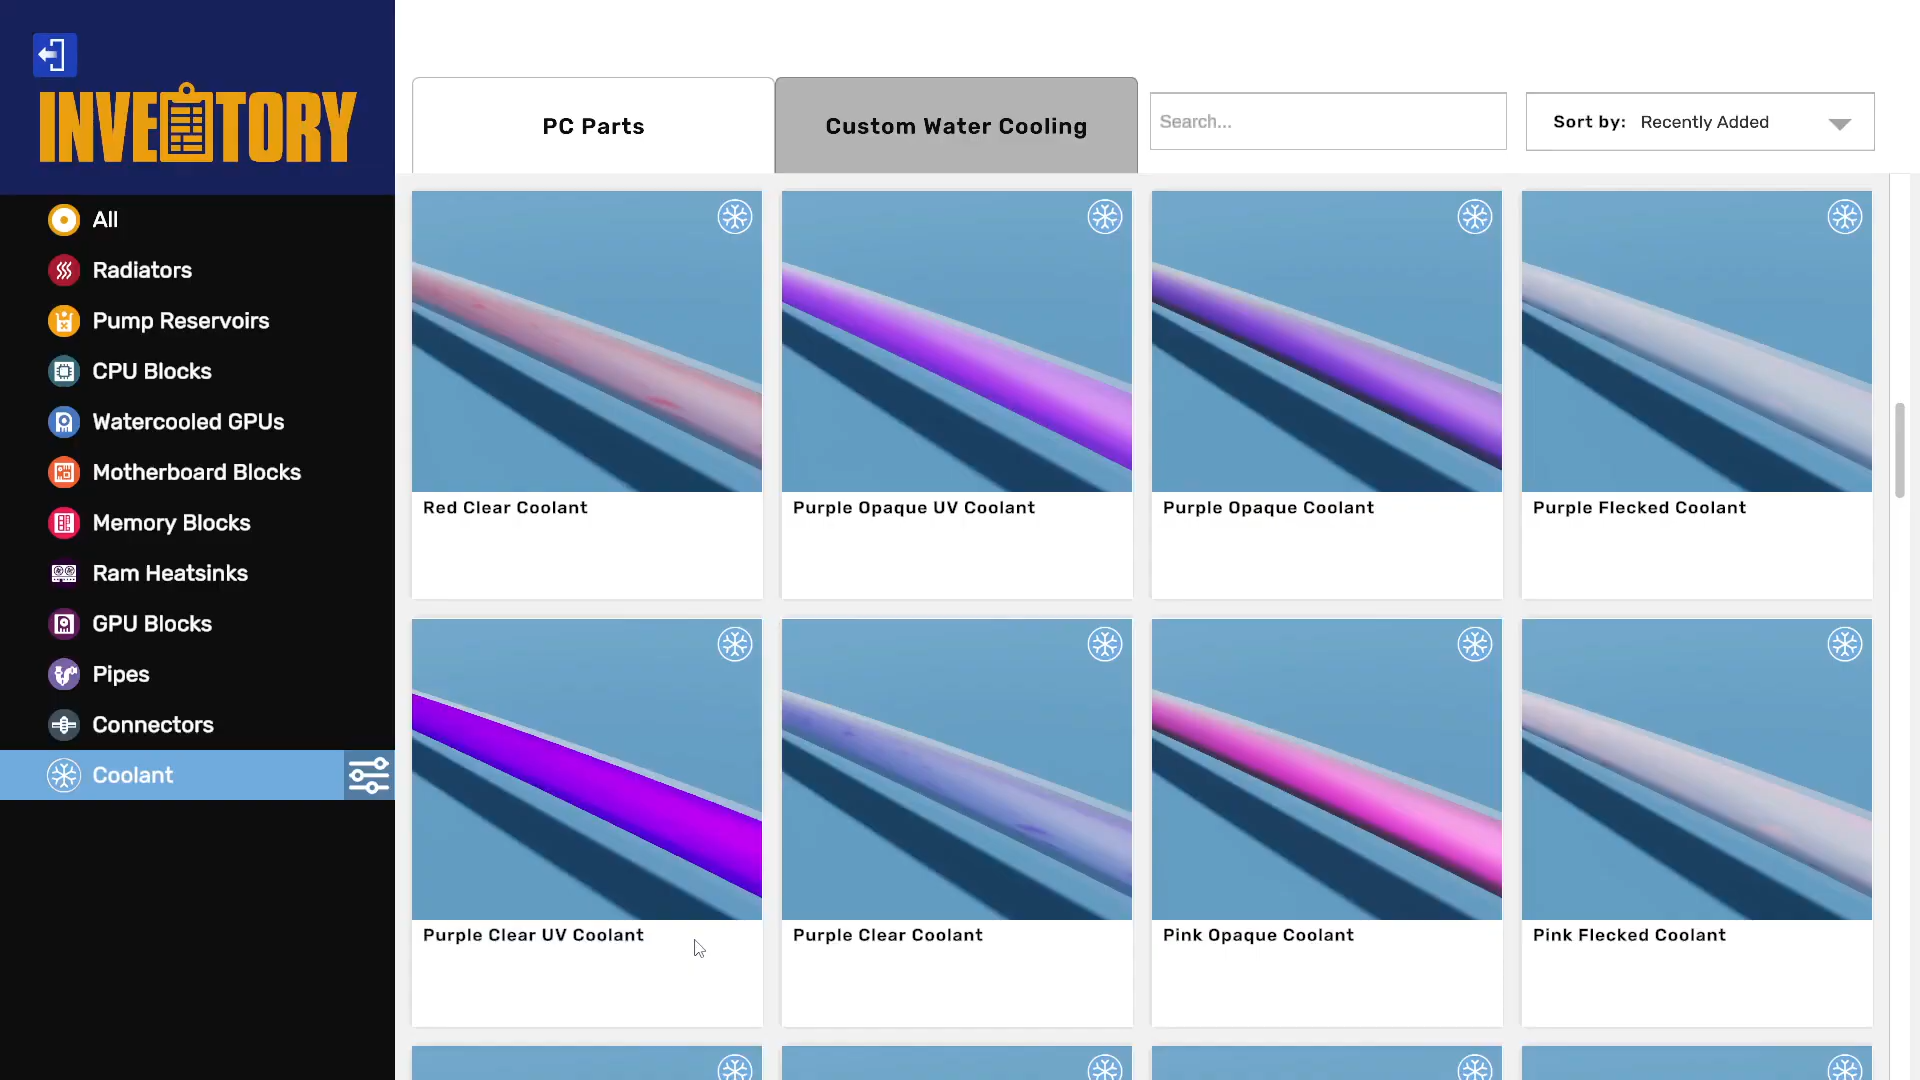 INVENTORY
PC Parts
Custom Water Cooling
Search...
Sort by: Recently Added
All
Radiators
Pump Reservoirs
CPU Blocks
Watercooled GPUs
Motherboard Blocks
Memory Blocks
Ram Heatsinks
GPU Blocks
Pipes
Connectors
Coolant
Red Clear Coolant
Purple Opaque UV Coolant
Purple Opaque Coolant
Purple Flecked Coolant
Purple Clear UV Coolant
Purple Clear Coolant
Pink Opaque Coolant
Pink Flecked Coolant